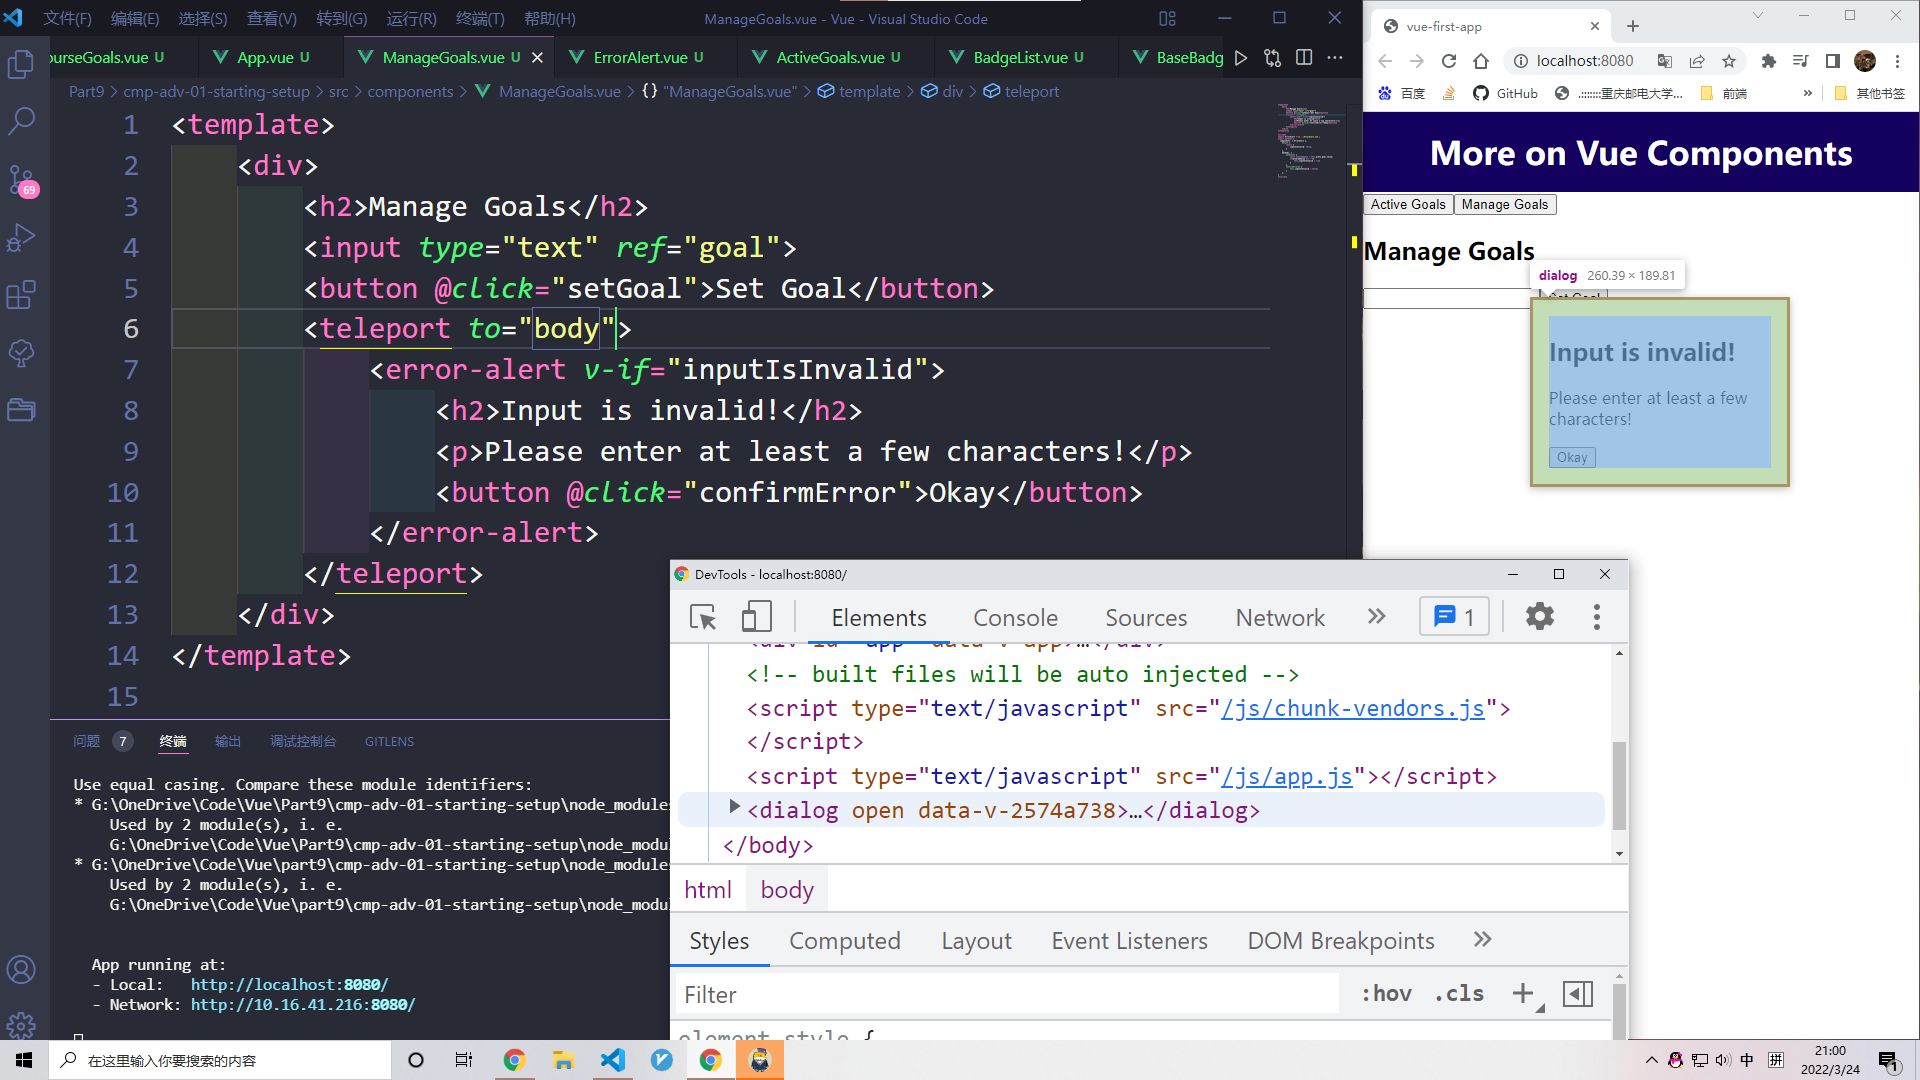 文件(F) 编辑(E) 选择(S) 查看(V) 转到(G) 运行(R) 终端(T) 帮助(H) ManageGoals.vue - Vue - Visual Studio Code
ourseGoals.vue U App.vue U ManageGoals.vue U ErrorAlert.vue U ActiveGoals.vue U BadgeList.vue U BaseBadg
Part9 > cmp-adv-01-starting-setup > src > components > ManageGoals.vue > {} "ManageGoals.vue" > template > div > teleport
1 <template>
2 <div>
3 <h2>Manage Goals</h2>
4 <input type="text" ref="goal">
5 <button @click="setGoal">Set Goal</button>
6 <teleport to="body">
7 <error-alert v-if="inputIsInvalid">
8 <h2>Input is invalid!</h2>
9 <p>Please enter at least a few characters!</p>
10 <button @click="confirmError">Okay</button>
11 </error-alert>
12 </teleport>
13 </div>
14 </template>
15
69
问题 7 终端 输出 调试控制台 GITLENS
Use equal casing. Compare these module identifiers:
* G:\OneDrive\Code\Vue\Part9\cmp-adv-01-starting-setup\node_module
Used by 2 module(s), i. e.
G:\OneDrive\Code\Vue\Part9\cmp-adv-01-starting-setup\node_modul
* G:\OneDrive\Code\Vue\part9\cmp-adv-01-starting-setup\node_module
Used by 2 module(s), i. e.
G:\OneDrive\Code\Vue\part9\cmp-adv-01-starting-setup\node_modul
App running at:
- Local: http://localhost:8080/
- Network: http://10.16.41.216:8080/
vue-first-app
localhost:8080
百度 GitHub .:::::::重庆邮电大学... 前端 » 其他书签
More on Vue Components
Active Goals Manage Goals
Manage Goals
dialog 260.39 × 189.81
Input is invalid!
Please enter at least a few
characters!
Okay
DevTools - localhost:8080/
Elements Console Sources Network » 1
<!-- built files will be auto injected -->
<script type="text/javascript" src="/js/chunk-vendors.js">
</script>
<script type="text/javascript" src="/js/app.js"></script>
<dialog open data-v-2574a738>…</dialog>
</body>
html body
Styles Computed Layout Event Listeners DOM Breakpoints »
Filter :hov .cls +
element.style {
在这里输入你要搜索的内容
中 拼 21:00
2022/3/24
1